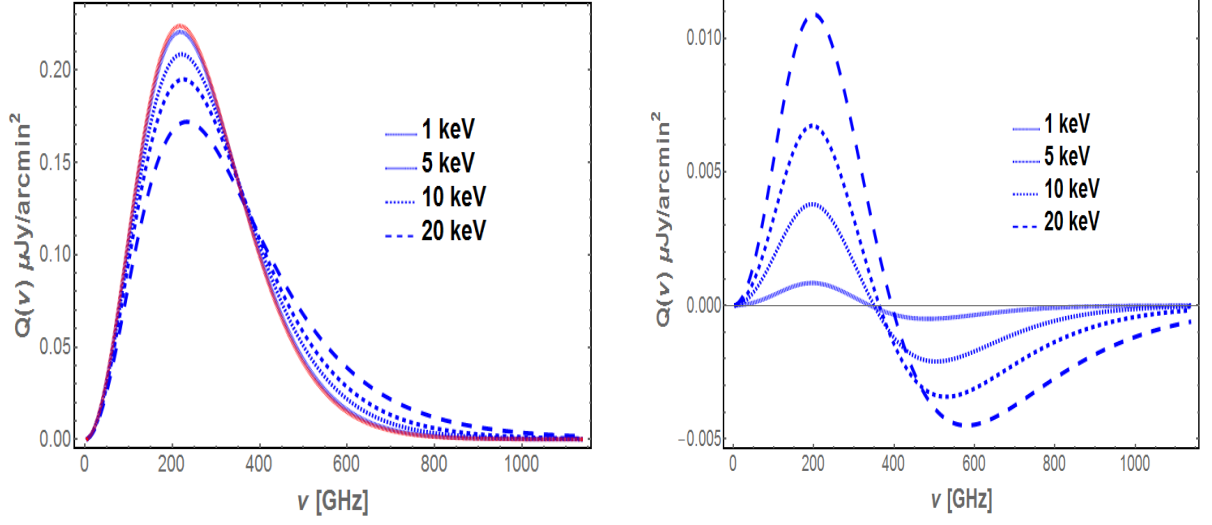 Q(ν) μJy/arcmin²
0.20
0.15
0.10
0.05
0.00
1 keV
5 keV
10 keV
20 keV
0
200
400
600
800
1000
ν [GHz]
Q(ν) μJy/arcmin²
0.010
0.005
0.000
−0.005
1 keV
5 keV
10 keV
20 keV
0
200
400
600
800
1000
ν [GHz]